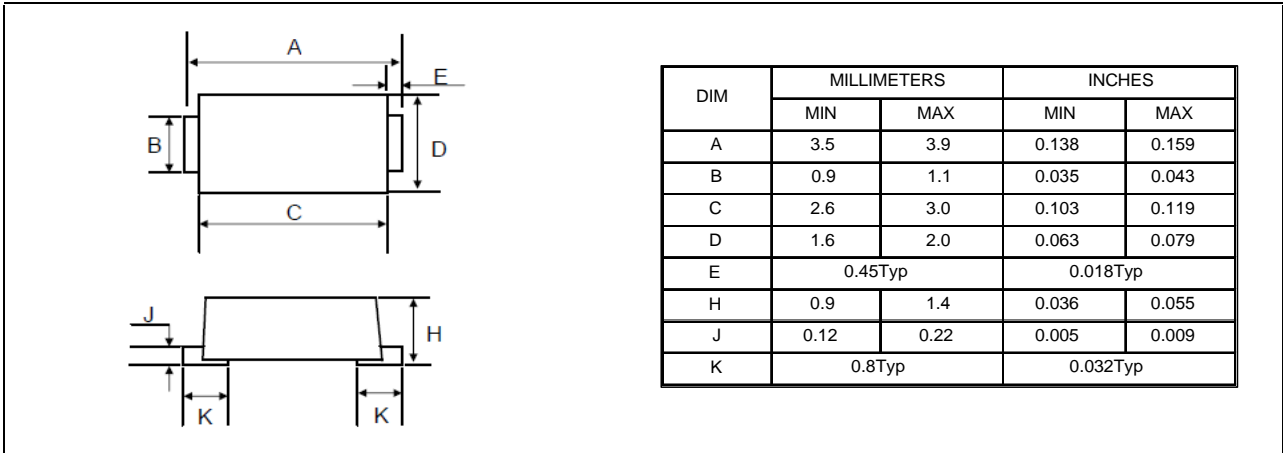 A
E
B
D
C
J
H
K
K
DIM MILLIMETERS INCHES
MIN MAX MIN MAX
A 3.5 3.9 0.138 0.159
B 0.9 1.1 0.035 0.043
C 2.6 3.0 0.103 0.119
D 1.6 2.0 0.063 0.079
E 0.45Typ 0.018Typ
H 0.9 1.4 0.036 0.055
J 0.12 0.22 0.005 0.009
K 0.8Typ 0.032Typ